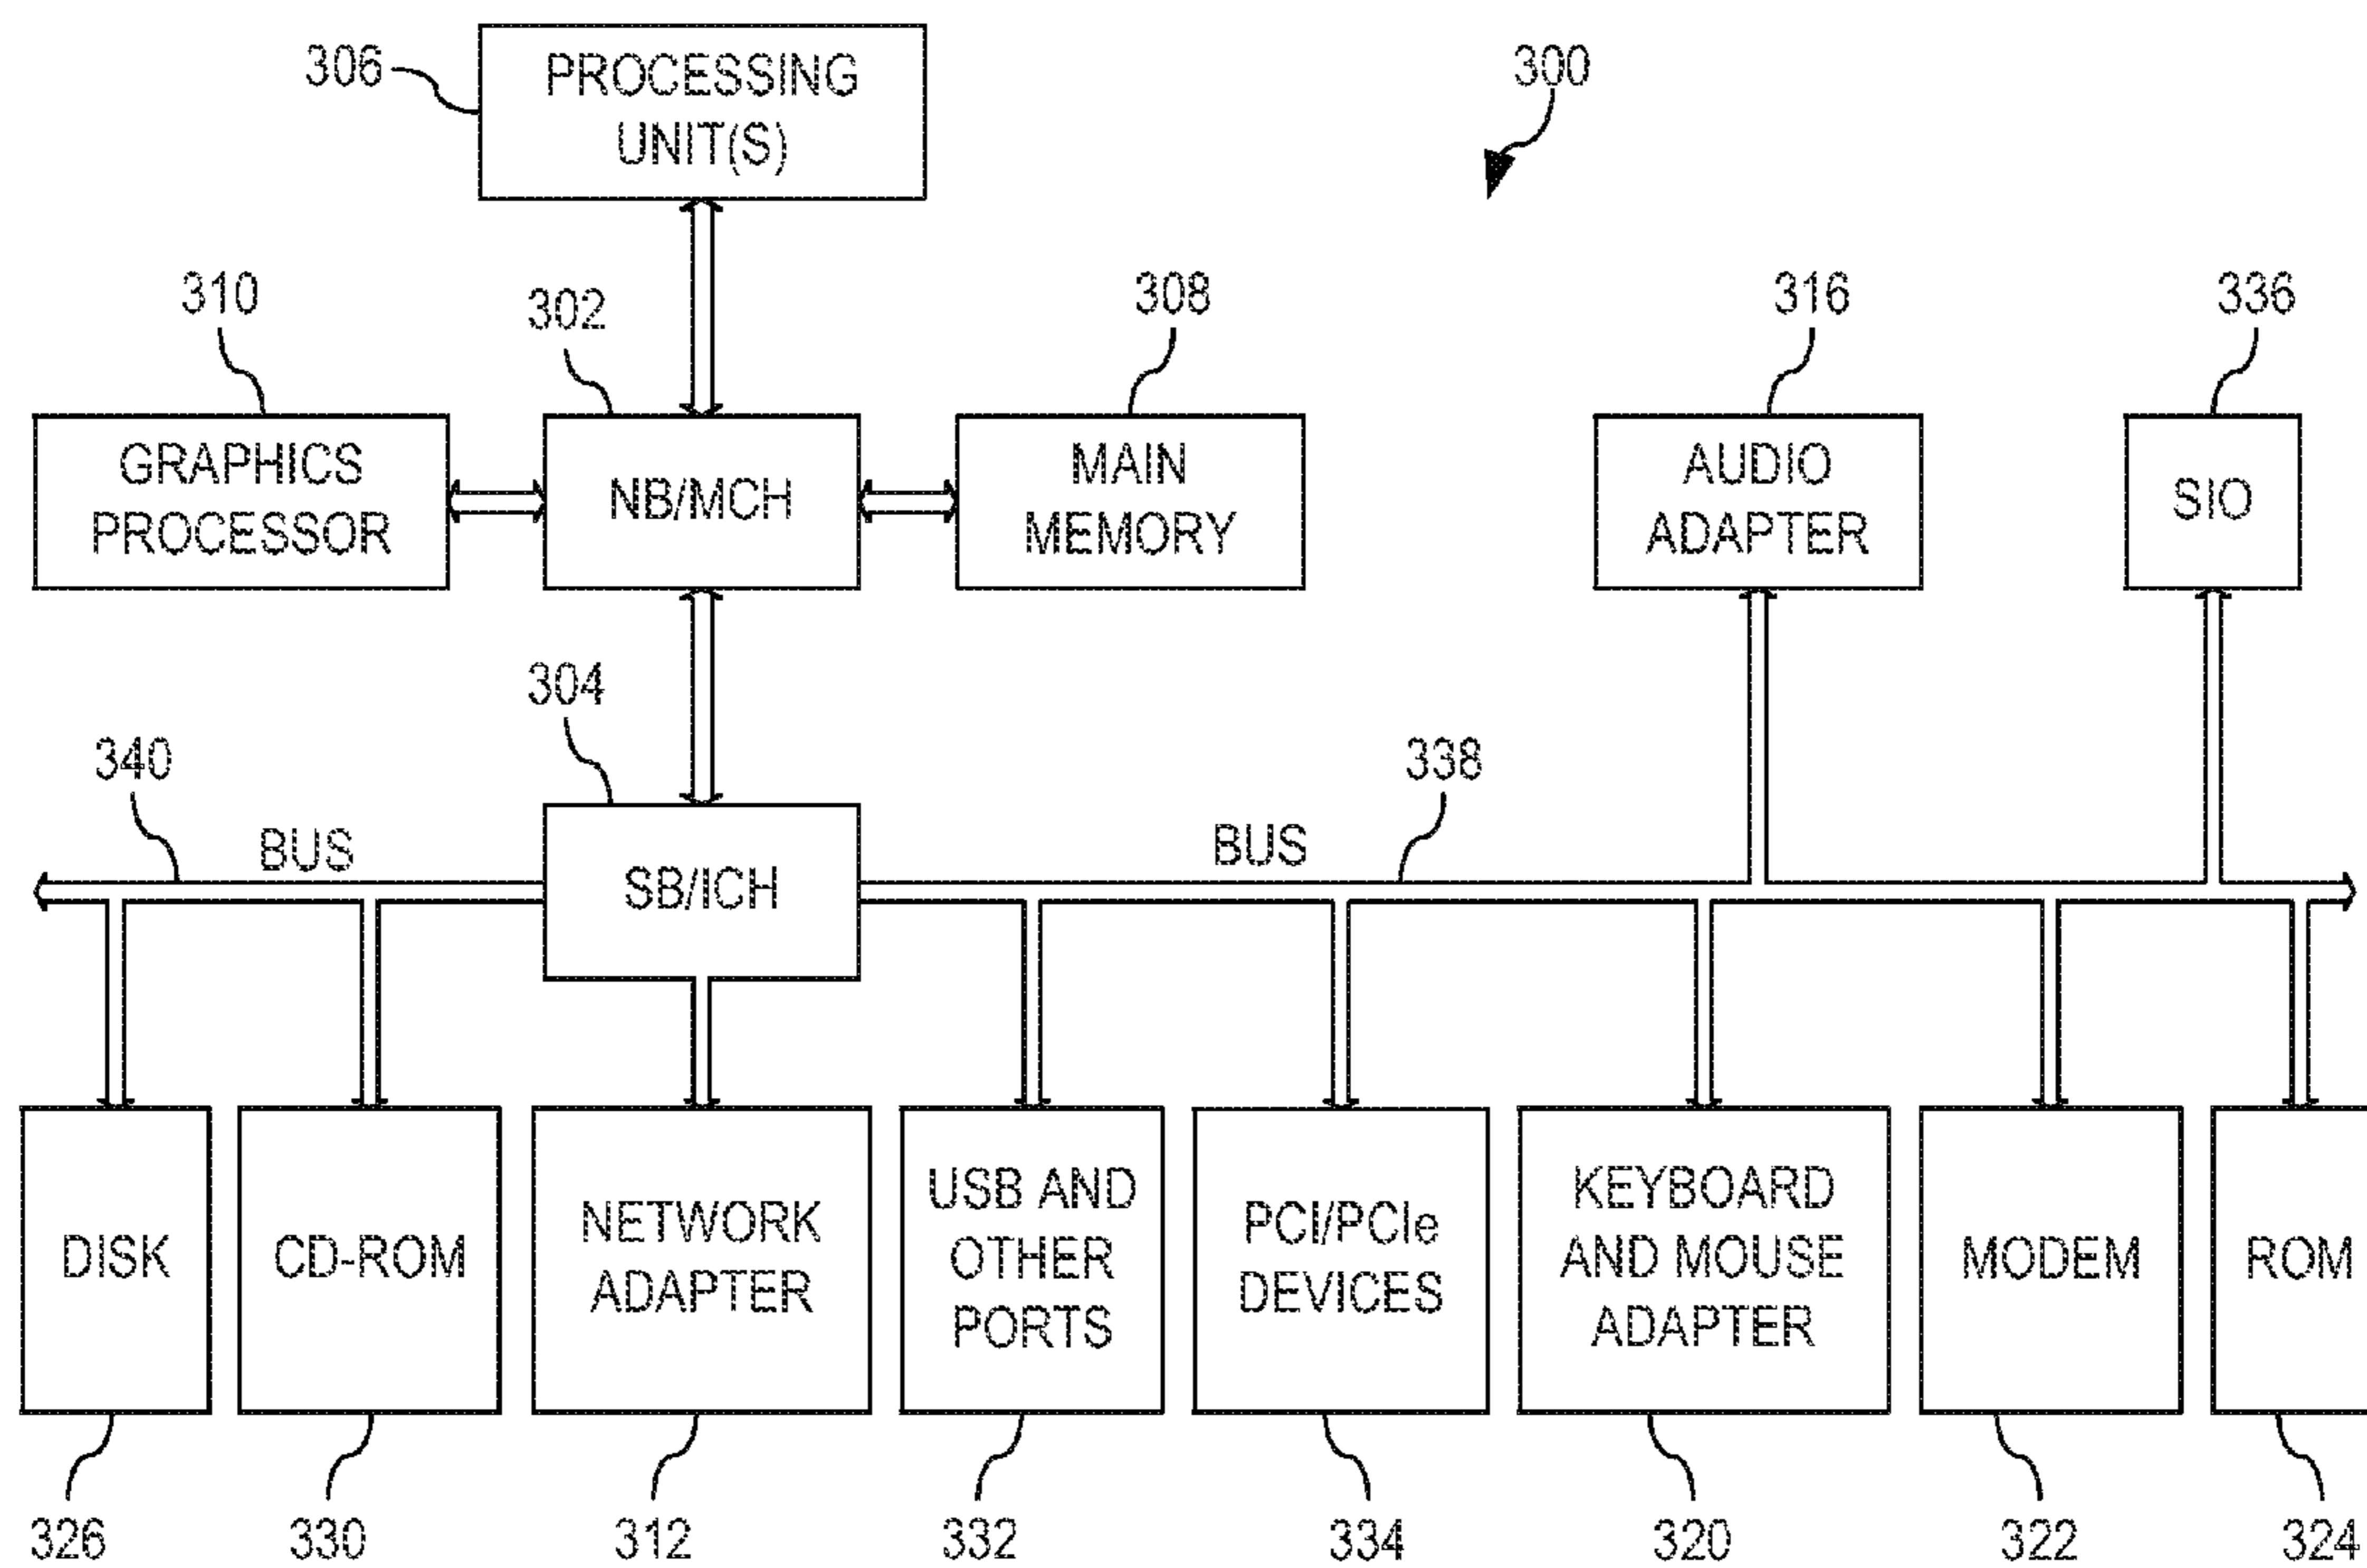 306
PROCESSING
UNIT(S)
300
310
302
308
316
336
GRAPHICS
PROCESSOR
NB/MCH
MAIN
MEMORY
AUDIO
ADAPTER
SIO
304
340
338
BUS
SB/ICH
BUS
DISK
CD-ROM
NETWORK
ADAPTER
USB AND
OTHER
PORTS
PCI/PCIe
DEVICES
KEYBOARD
AND MOUSE
ADAPTER
MODEM
ROM
326
330
312
332
334
320
322
324